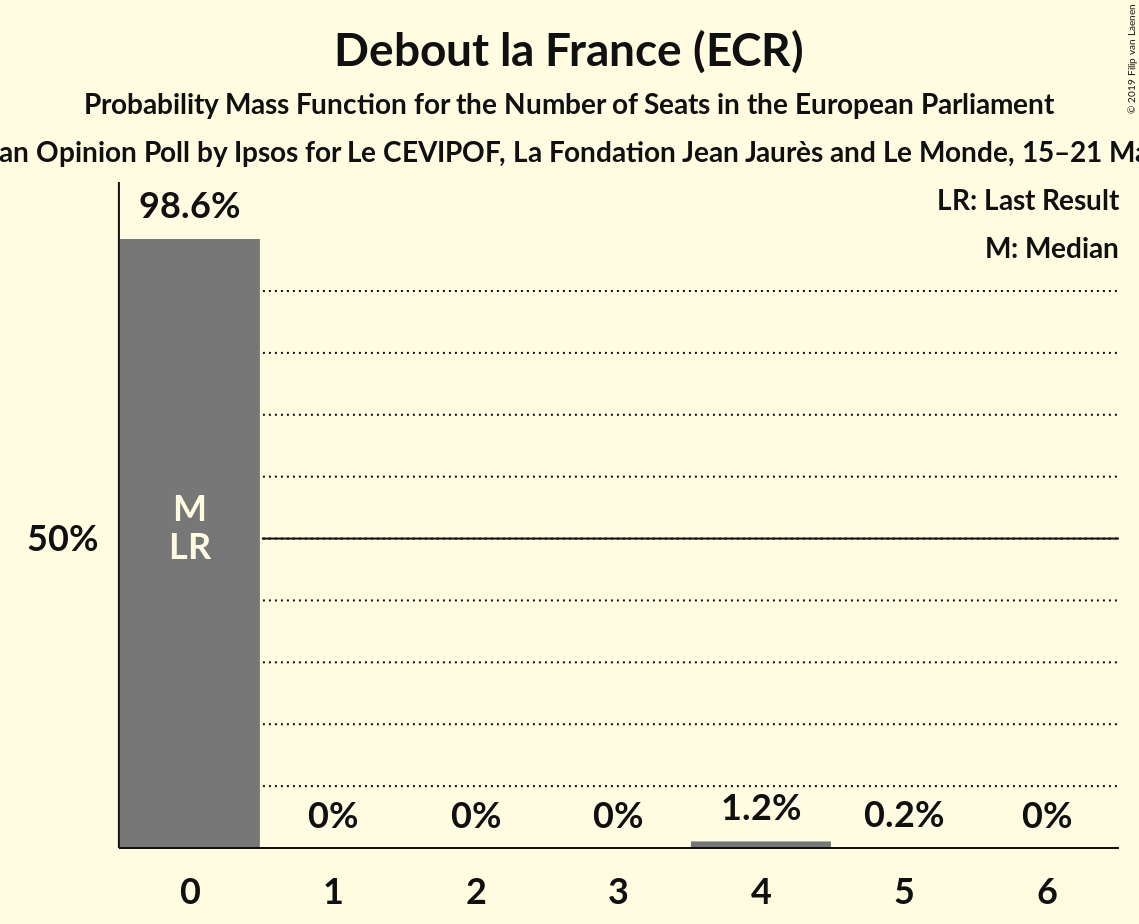 Debout la France (ECR)
Probability Mass Function for the Number of Seats in the European Parliament
an Opinion Poll by Ipsos for Le CEVIPOF, La Fondation Jean Jaurès and Le Monde, 15–21
© 2019 Filip van Laenen
LR: Last Result
M: Median
98.6%
M
LR
50%
0% 0% 0% 1.2% 0.2% 0%
0 1 2 3 4 5 6